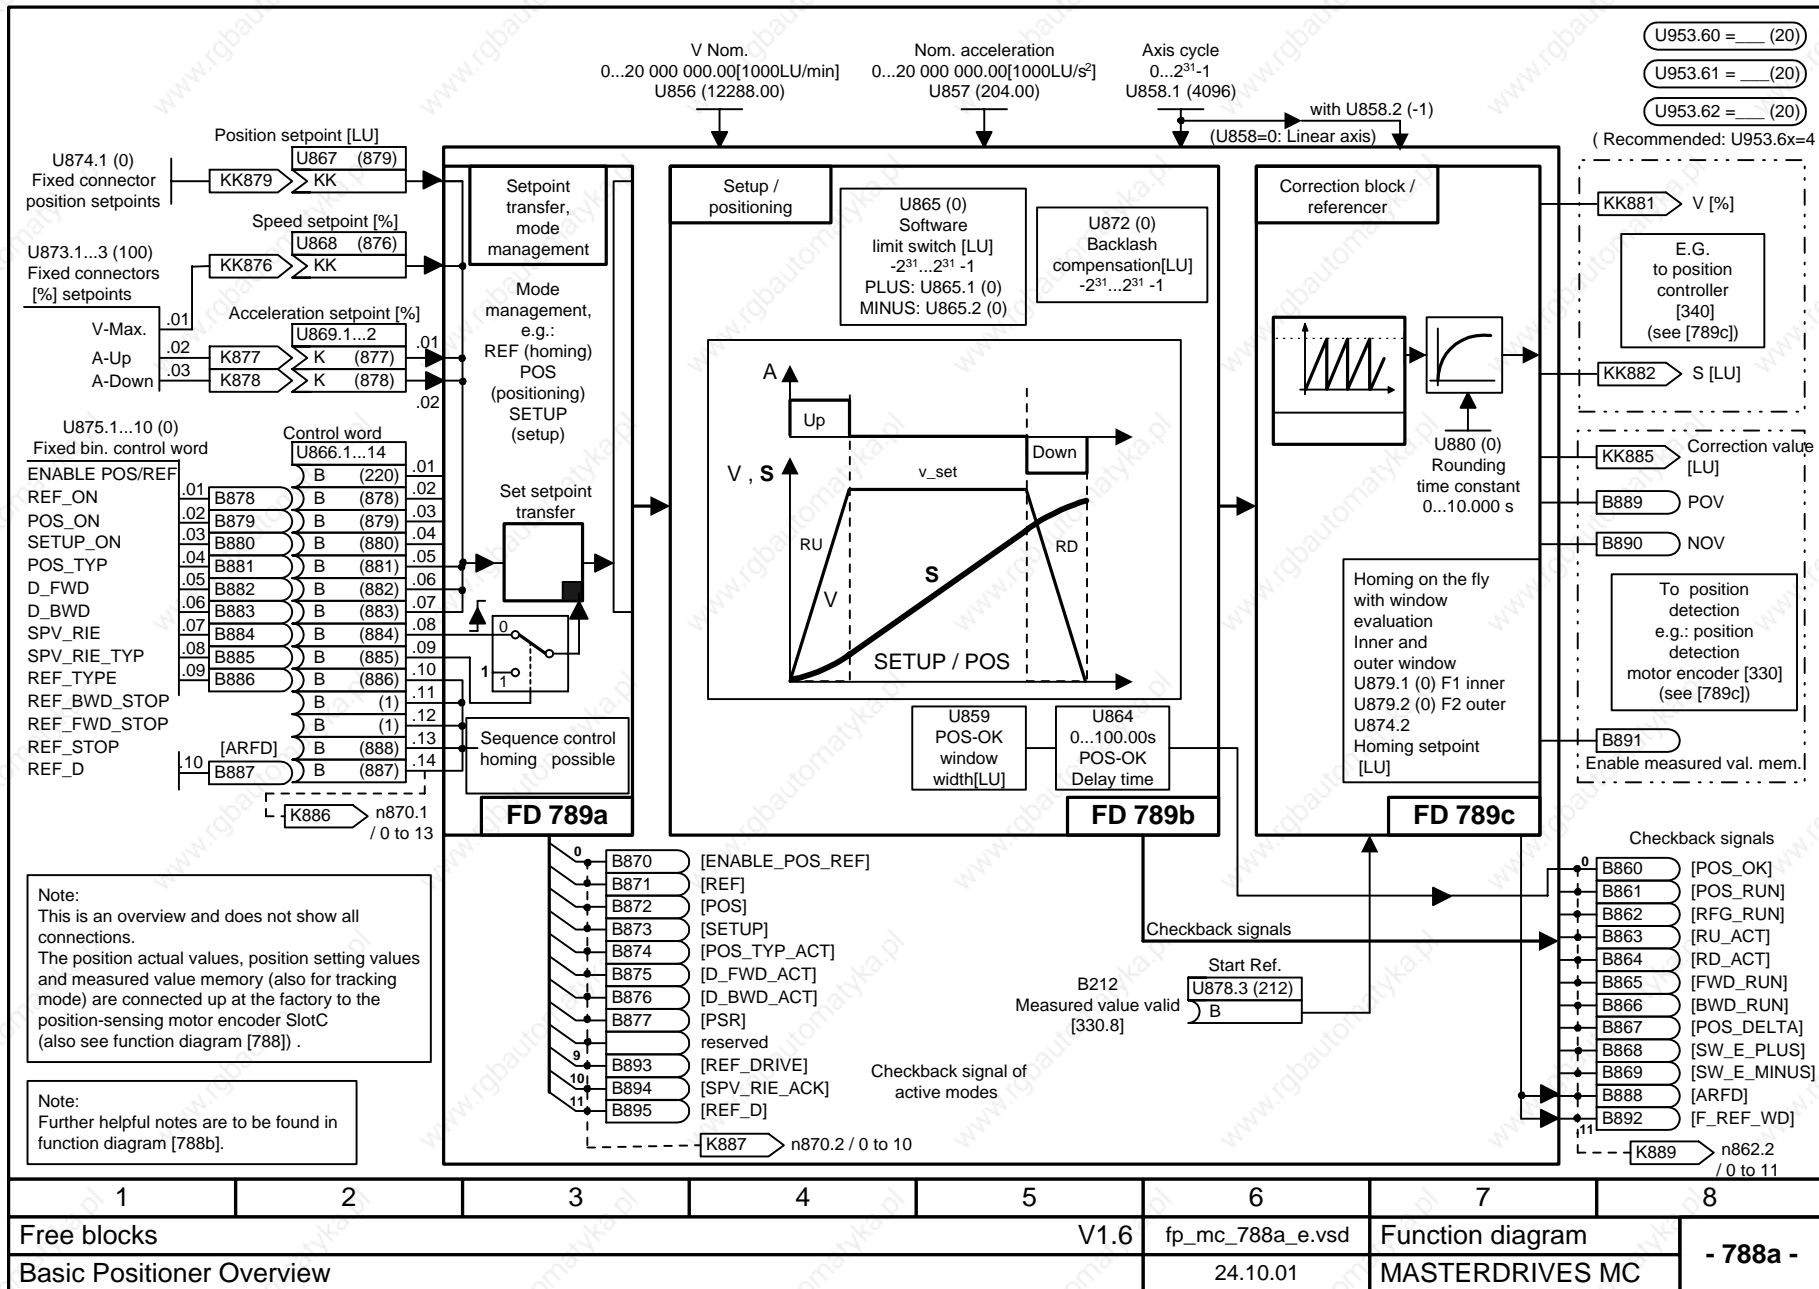 U953.60 =___ (20)
U953.61 = ___(20)
U953.62 =___ (20)
( Recommended: U953.6x=4
V Nom.
0...20 000 000.00[1000LU/min]
U856 (12288.00)
Nom. acceleration
0...20 000 000.00[1000LU/s²]
U857 (204.00)
Axis cycle
0...2³¹-1
U858.1 (4096)
with U858.2 (-1)
(U858=0: Linear axis)
Position setpoint [LU]
U874.1 (0)
Fixed connector
position setpoints
KK879
U867 (879)
KK
Speed setpoint [%]
U873.1...3 (100)
Fixed connectors
[%] setpoints
KK876
U868 (876)
KK
V-Max.
.01
A-Up
.02
A-Down
.03
Acceleration setpoint [%]
U869.1...2
K877
K (877)
.01
K878
K (878)
.02
U875.1...10 (0)
Fixed bin. control word
Control word
U866.1...14
ENABLE POS/REF
B (220) .01
REF_ON .01 B878 B (878) .02
POS_ON .02 B879 B (879) .03
SETUP_ON .03 B880 B (880) .04
POS_TYP .04 B881 B (881) .05
D_FWD .05 B882 B (882) .06
D_BWD .06 B883 B (883) .07
SPV_RIE .07 B884 B (884) .08
SPV_RIE_TYP .08 B885 B (885) .09
REF_TYPE .09 B886 B (886) .10
REF_BWD_STOP B (1) .11
REF_FWD_STOP B (1) .12
REF_STOP [ARFD] B (888) .13
REF_D .10 B887 B (887) .14
K886
n870.1
/ 0 to 13
Setpoint
transfer,
mode
management
Mode
management,
e.g.:
REF (homing)
POS
(positioning)
SETUP
(setup)
Set setpoint
transfer
0
1
1
Sequence control
homing possible
FD 789a
Setup /
positioning
U865 (0)
Software
limit switch [LU]
-2³¹...2³¹ -1
PLUS: U865.1 (0)
MINUS: U865.2 (0)
U872 (0)
Backlash
compensation[LU]
-2³¹...2³¹ -1
A
Up
Down
V , S
v_set
RU
RD
S
V
SETUP / POS
U859
POS-OK
window
width[LU]
U864
0...100.00s
POS-OK
Delay time
FD 789b
Correction block /
referencer
U880 (0)
Rounding
time constant
0...10.000 s
Homing on the fly
with window
evaluation
Inner and
outer window
U879.1 (0) F1 inner
U879.2 (0) F2 outer
U874.2
Homing setpoint
[LU]
FD 789c
KK881 V [%]
E.G.
to position
controller
[340]
(see [789c])
KK882 S [LU]
KK885 Correction value
[LU]
B889 POV
B890 NOV
To position
detection
e.g.: position
detection
motor encoder [330]
(see [789c])
B891
Enable measured val. mem.
Checkback signals
0 B860 [POS_OK]
B861 [POS_RUN]
B862 [RFG_RUN]
B863 [RU_ACT]
B864 [RD_ACT]
B865 [FWD_RUN]
B866 [BWD_RUN]
B867 [POS_DELTA]
B868 [SW_E_PLUS]
B869 [SW_E_MINUS]
B888 [ARFD]
11 B892 [F_REF_WD]
K889
n862.2
/ 0 to 11
0 B870 [ENABLE_POS_REF]
B871 [REF]
B872 [POS]
B873 [SETUP]
B874 [POS_TYP_ACT]
B875 [D_FWD_ACT]
B876 [D_BWD_ACT]
B877 [PSR]
reserved
9 B893 [REF_DRIVE]
10 B894 [SPV_RIE_ACK]
11 B895 [REF_D]
K887 n870.2 / 0 to 10
Checkback signal of
active modes
Checkback signals
B212
Measured value valid
[330.8]
Start Ref.
U878.3 (212)
B
Note:
This is an overview and does not show all
connections.
The position actual values, position setting values
and measured value memory (also for tracking
mode) are connected up at the factory to the
position-sensing motor encoder SlotC
(also see function diagram [788]) .
Note:
Further helpful notes are to be found in
function diagram [788b].
1 2 3 4 5 6 7 8
Free blocks V1.6 fp_mc_788a_e.vsd Function diagram
- 788a -
Basic Positioner Overview 24.10.01 MASTERDRIVES MC
www.rgbautomatyka.pl